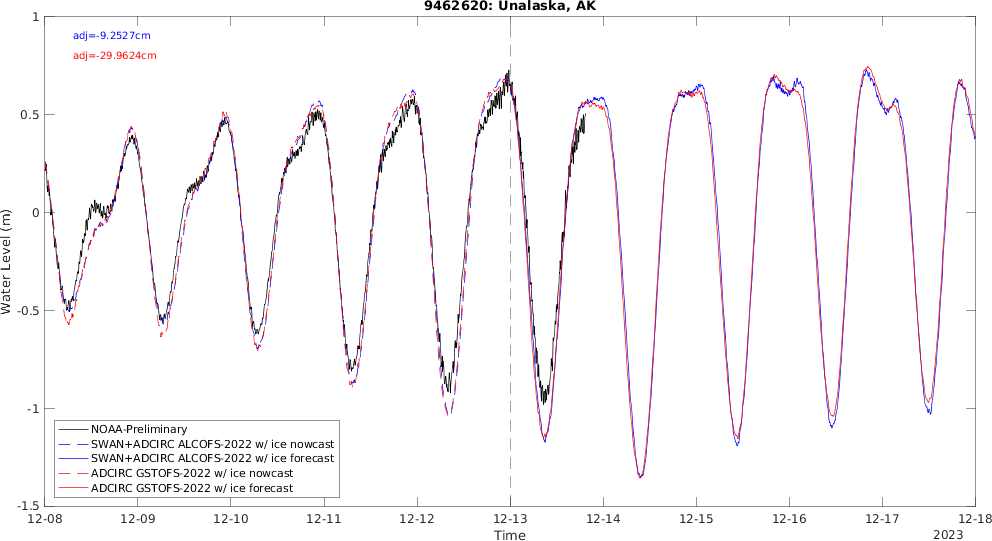 9462620: Unalaska, AK
adj=-9.2527cm
adj=-29.9624cm
Water Level (m)
1
0.5
0
-0.5
-1
-1.5
NOAA-Preliminary
SWAN+ADCIRC ALCOFS-2022 w/ ice nowcast
SWAN+ADCIRC ALCOFS-2022 w/ ice forecast
ADCIRC GSTOFS-2022 w/ ice nowcast
ADCIRC GSTOFS-2022 w/ ice forecast
12-08 12-09 12-10 12-11 12-12 12-13 12-14 12-15 12-16 12-17 12-18
Time
2023